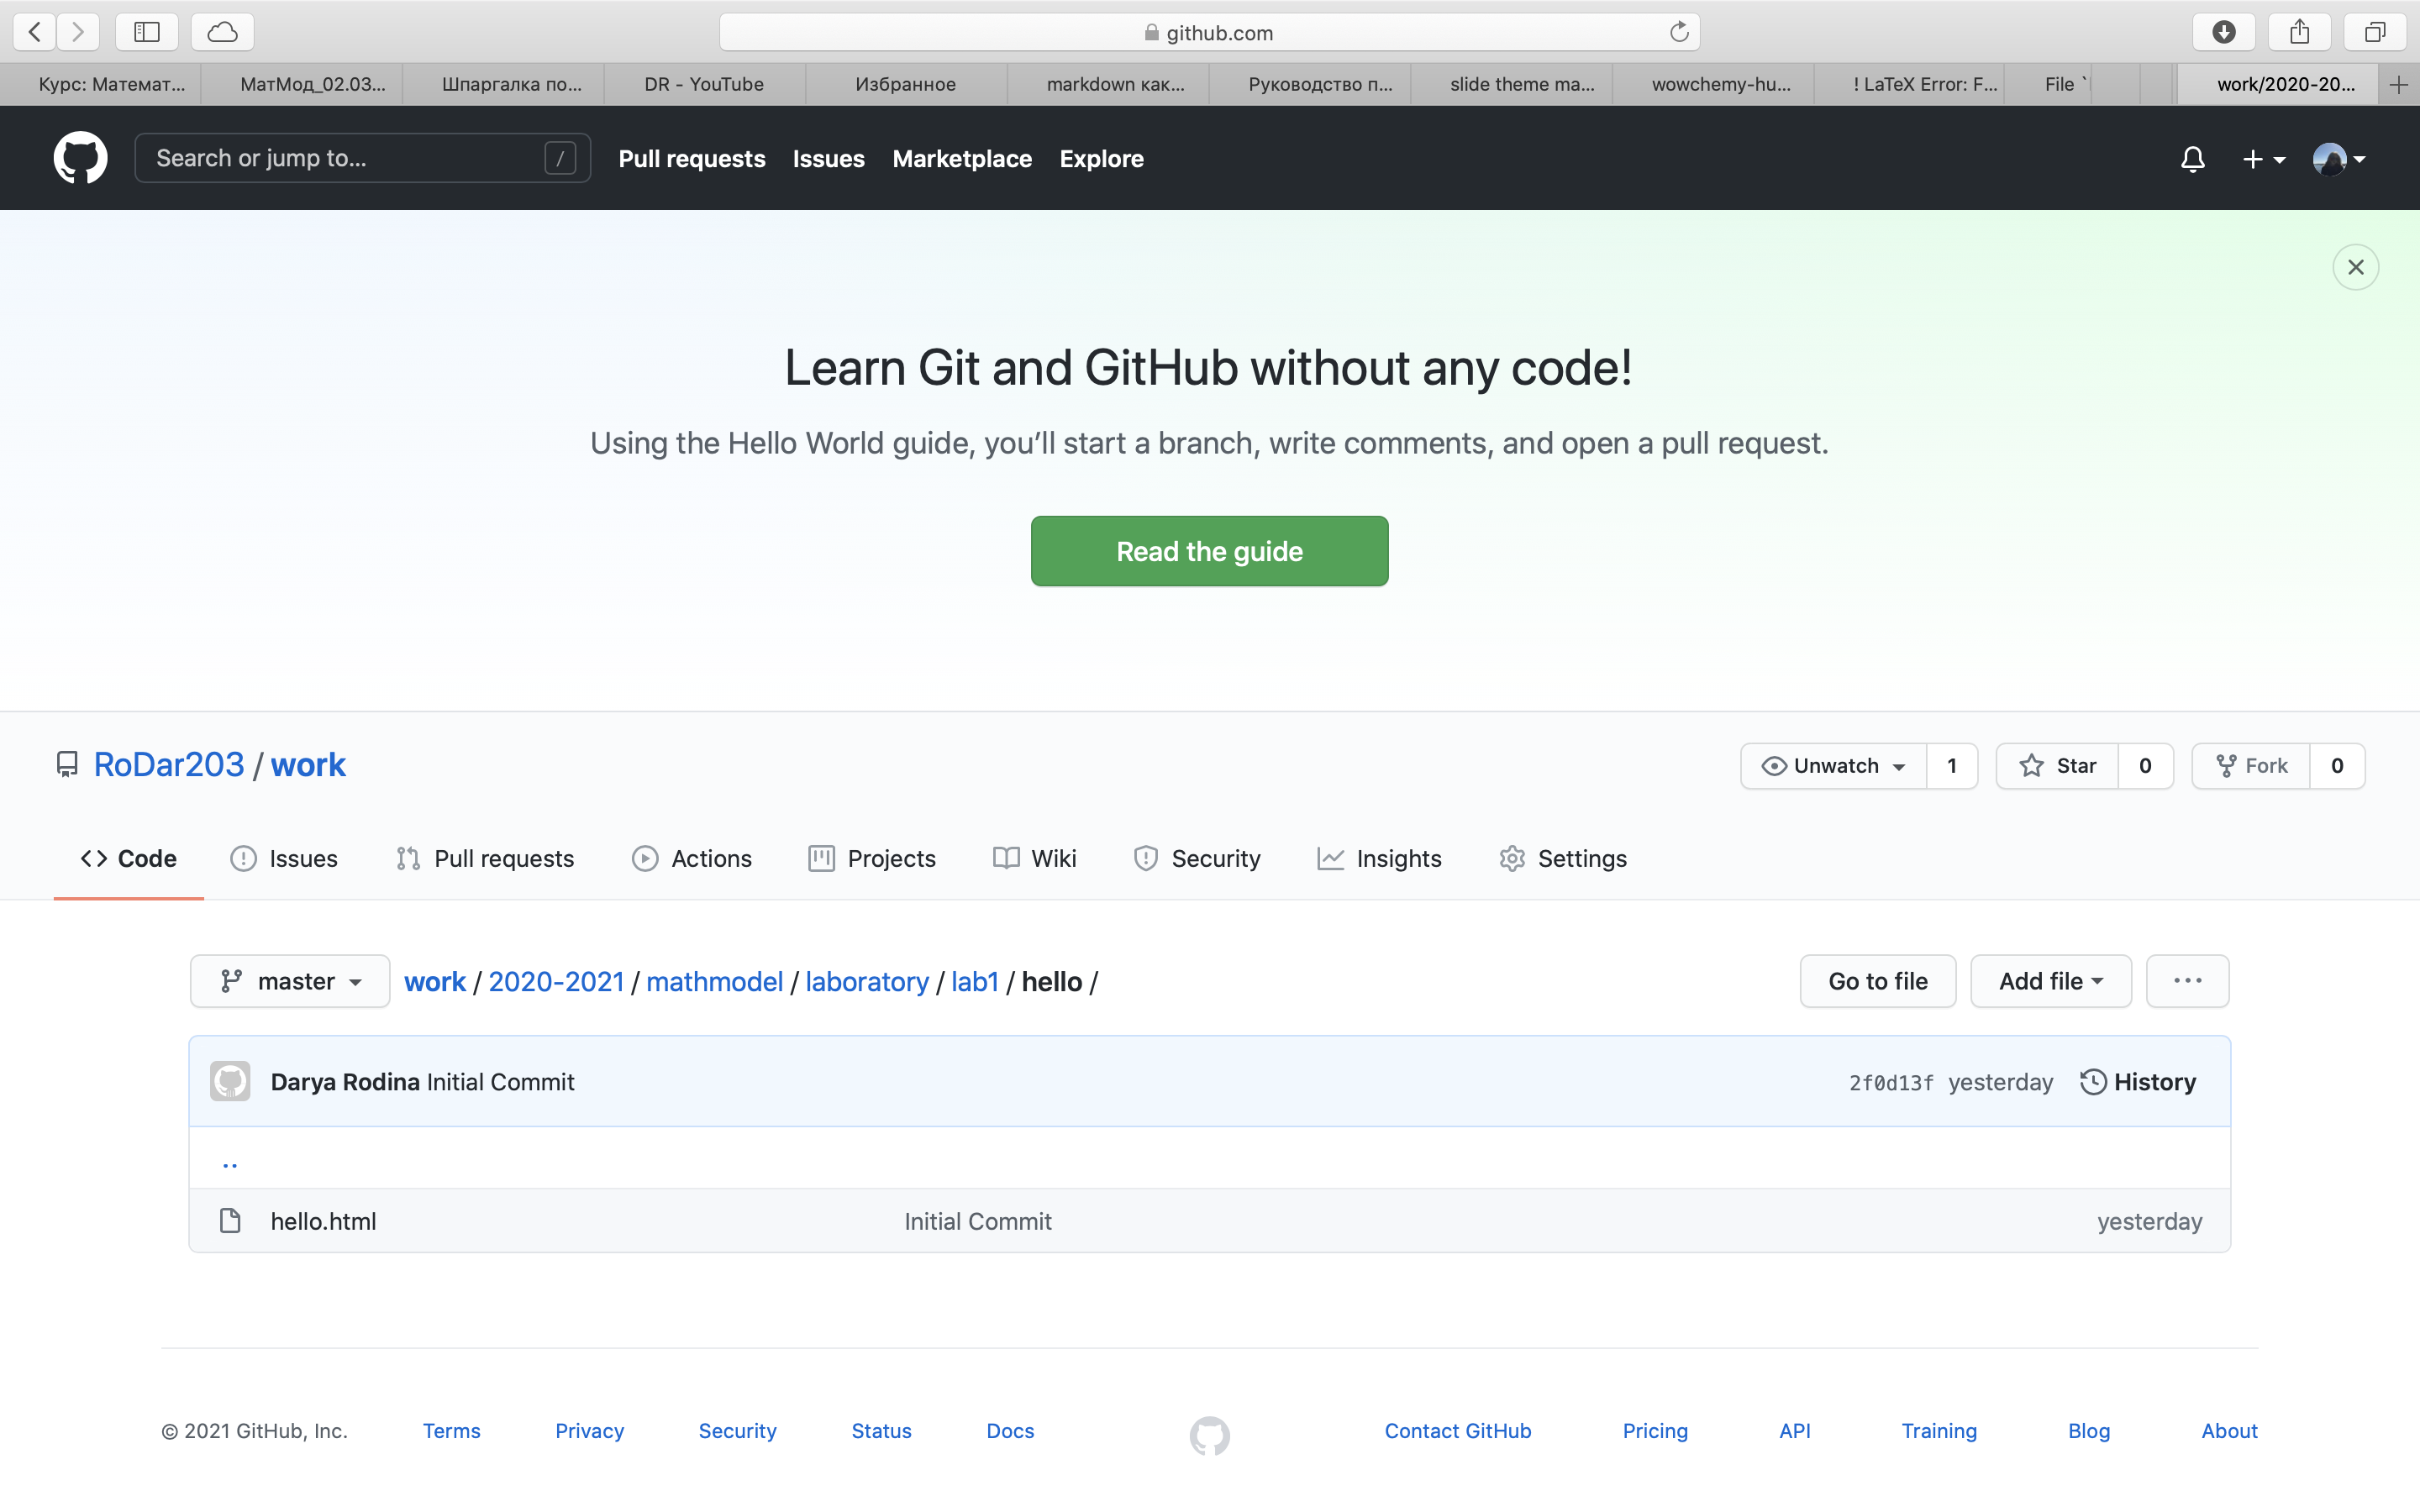 github.com
Курс: Математ... МатМод_02.03... Шпаргалка по... DR - YouTube Избранное markdown как... Руководство п... slide theme ma... wowchemy-hu... ! LaTeX Error: F... File `l work/2020-20...
Search or jump to... / Pull requests Issues Marketplace Explore
Learn Git and GitHub without any code!
Using the Hello World guide, you’ll start a branch, write comments, and open a pull request.
Read the guide
RoDar203 / work Unwatch 1 Star 0 Fork 0
Code Issues Pull requests Actions Projects Wiki Security Insights Settings
master work / 2020-2021 / mathmodel / laboratory / lab1 / hello / Go to file Add file ...
Darya Rodina Initial Commit 2f0d13f yesterday History
..
hello.html Initial Commit yesterday
© 2021 GitHub, Inc. Terms Privacy Security Status Docs Contact GitHub Pricing API Training Blog About